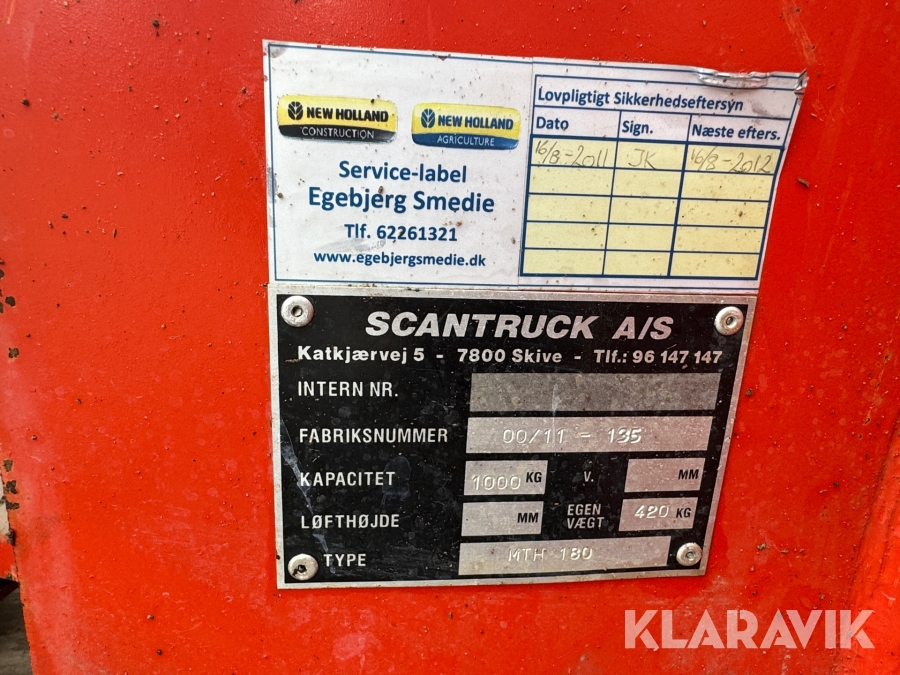 NEW HOLLAND
CONSTRUCTION
NEW HOLLAND
AGRICULTURE
Service-label
Egebjerg Smedie
Tlf. 62261321
www.egebjergsmedie.dk
Lovpligtigt Sikkerhedseftersyn
Dato Sign. Næste efters.
16/8-2011 JK 16/8-2012
SCANTRUCK A/S
Katkjærvej 5 - 7800 Skive - Tlf.: 96 147 147
INTERN NR.
FABRIKSNUMMER 00/11 - 195
KAPACITET 1000 KG V. MM
LØFTHØJDE MM EGEN VÆGT 420 KG
TYPE MTH 180
KLARAVIK